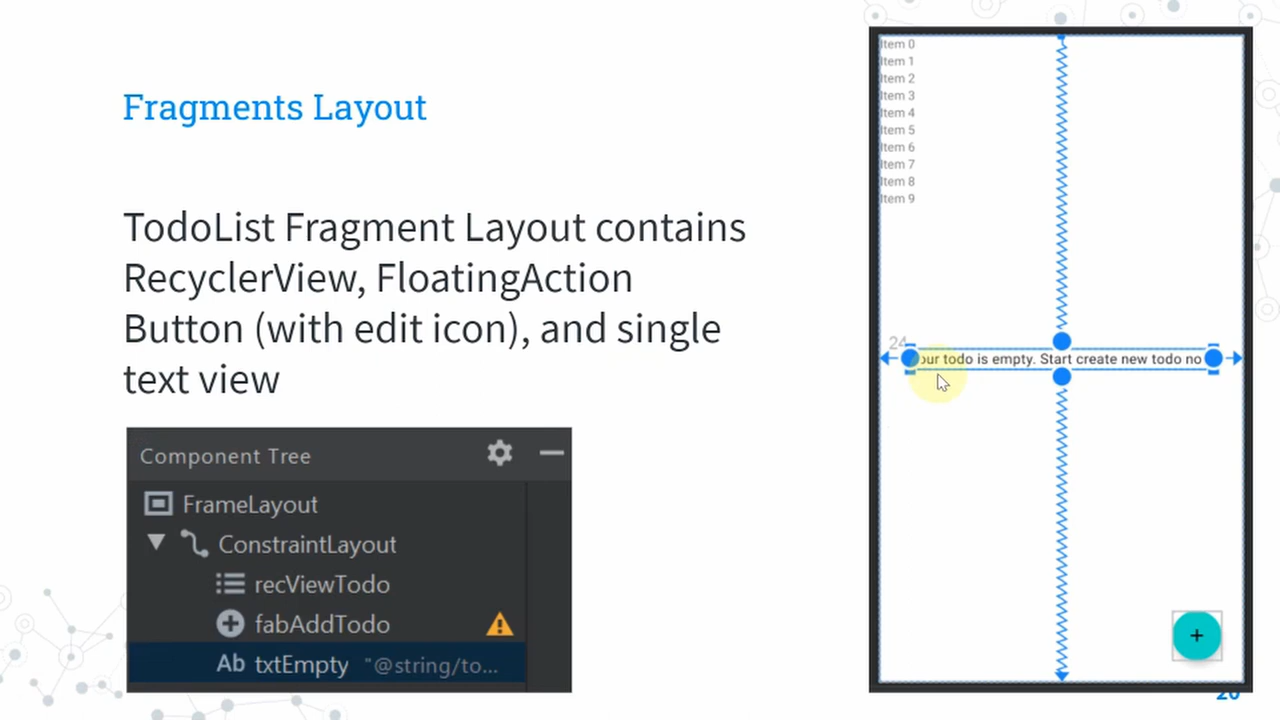 Fragments Layout
TodoList Fragment Layout contains
RecyclerView, FloatingAction
Button (with edit icon), and single
text view
Component Tree
FrameLayout
ConstraintLayout
recViewTodo
fabAddTodo
Ab txtEmpty "@string/to...
Item 0
Item 1
Item 2
Item 3
Item 4
Item 5
Item 6
Item 7
Item 8
Item 9
24
our todo is empty. Start create new todo no
+
20